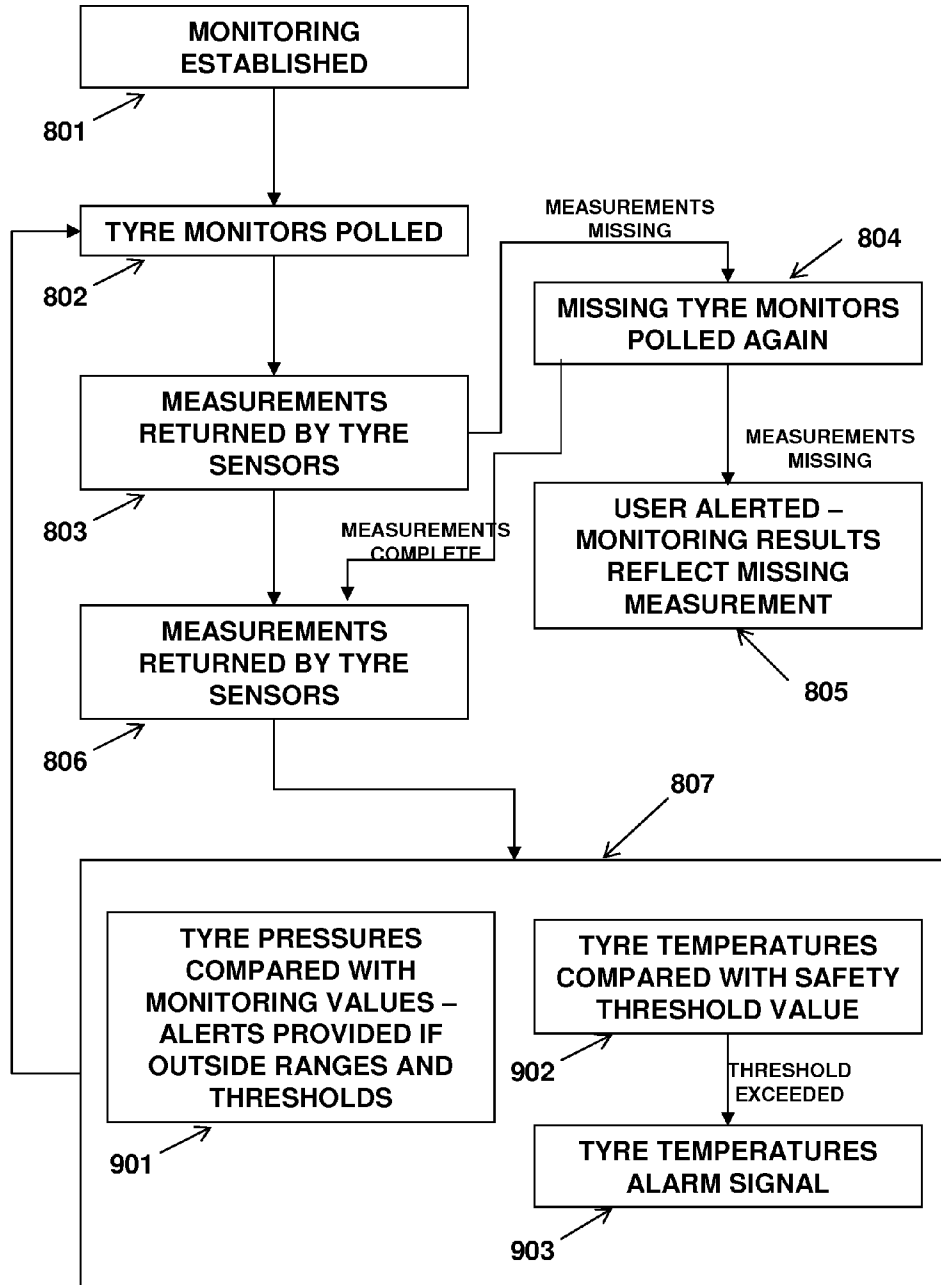 MONITORING
ESTABLISHED
801
TYRE MONITORS POLLED
802
MEASUREMENTS
MISSING
804
MISSING TYRE MONITORS
POLLED AGAIN
MEASUREMENTS
RETURNED BY TYRE
SENSORS
803
MEASUREMENTS
MISSING
USER ALERTED –
MONITORING RESULTS
REFLECT MISSING
MEASUREMENT
805
MEASUREMENTS
COMPLETE
MEASUREMENTS
RETURNED BY TYRE
SENSORS
806
807
TYRE PRESSURES
COMPARED WITH
MONITORING VALUES –
ALERTS PROVIDED IF
OUTSIDE RANGES AND
THRESHOLDS
901
TYRE TEMPERATURES
COMPARED WITH SAFETY
THRESHOLD VALUE
902
THRESHOLD
EXCEEDED
TYRE TEMPERATURES
ALARM SIGNAL
903